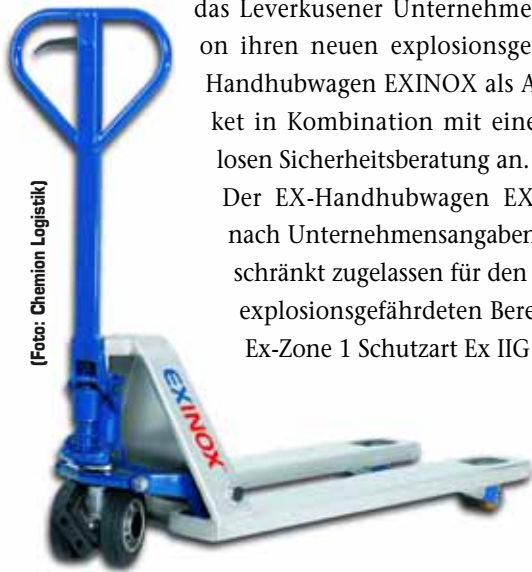 das Leverkusener Unternehme
on ihren neuen explosionsge
Handhubwagen EXINOX als A
ket in Kombination mit eine
losen Sicherheitsberatung an.
Der EX-Handhubwagen EX
nach Unternehmensangaben
schränkt zugelassen für den
explosionsgefährdeten Bere
Ex-Zone 1 Schutzart Ex IIG
(Foto: Chemion Logistik)
EXINOX